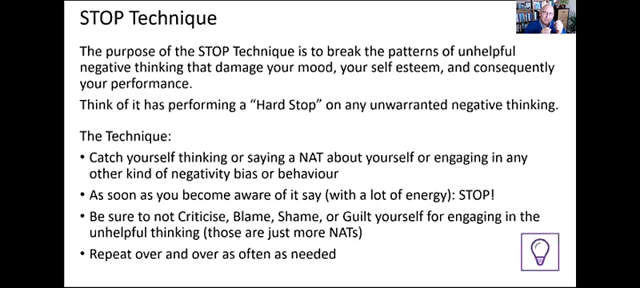 STOP Technique
The purpose of the STOP Technique is to break the patterns of unhelpful
negative thinking that damage your mood, your self esteem, and consequently
your performance.
Think of it has performing a “Hard Stop” on any unwarranted negative thinking.
The Technique:
• Catch yourself thinking or saying a NAT about yourself or engaging in any
other kind of negativity bias or behaviour
• As soon as you become aware of it say (with a lot of energy): STOP!
• Be sure to not Criticise, Blame, Shame, or Guilt yourself for engaging in the
unhelpful thinking (those are just more NATs)
• Repeat over and over as often as needed